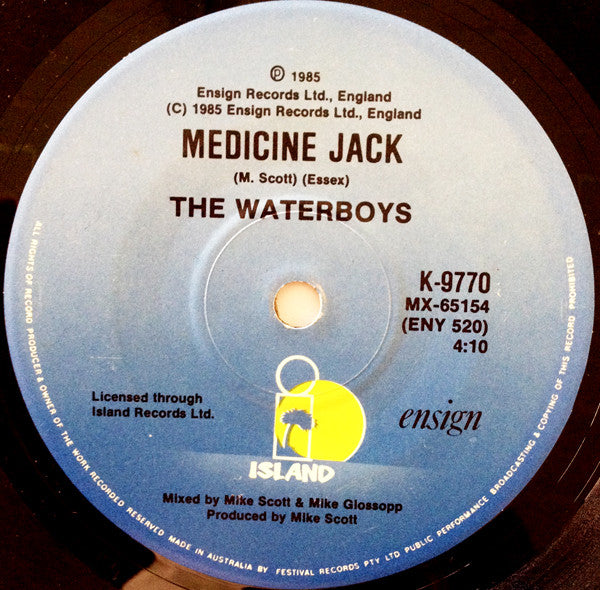 ℗ 1985
Ensign Records Ltd., England
(C) 1985 Ensign Records Ltd., England
MEDICINE JACK
(M. Scott) (Essex)
THE WATERBOYS
K-9770
MX-65154
(ENY 520)
4:10
Licensed through
Island Records Ltd.
ensign
ISLAND
Mixed by Mike Scott & Mike Glossopp
Produced by Mike Scott
ALL RIGHTS OF RECORD PRODUCER & OWNER OF THE WORK RECORDED RESERVED MADE IN AUSTRALIA BY FESTIVAL RECORDS PTY LTD PUBLIC PERFORMANCE BROADCASTING & COPYING OF THIS RECORD PROHIBITED